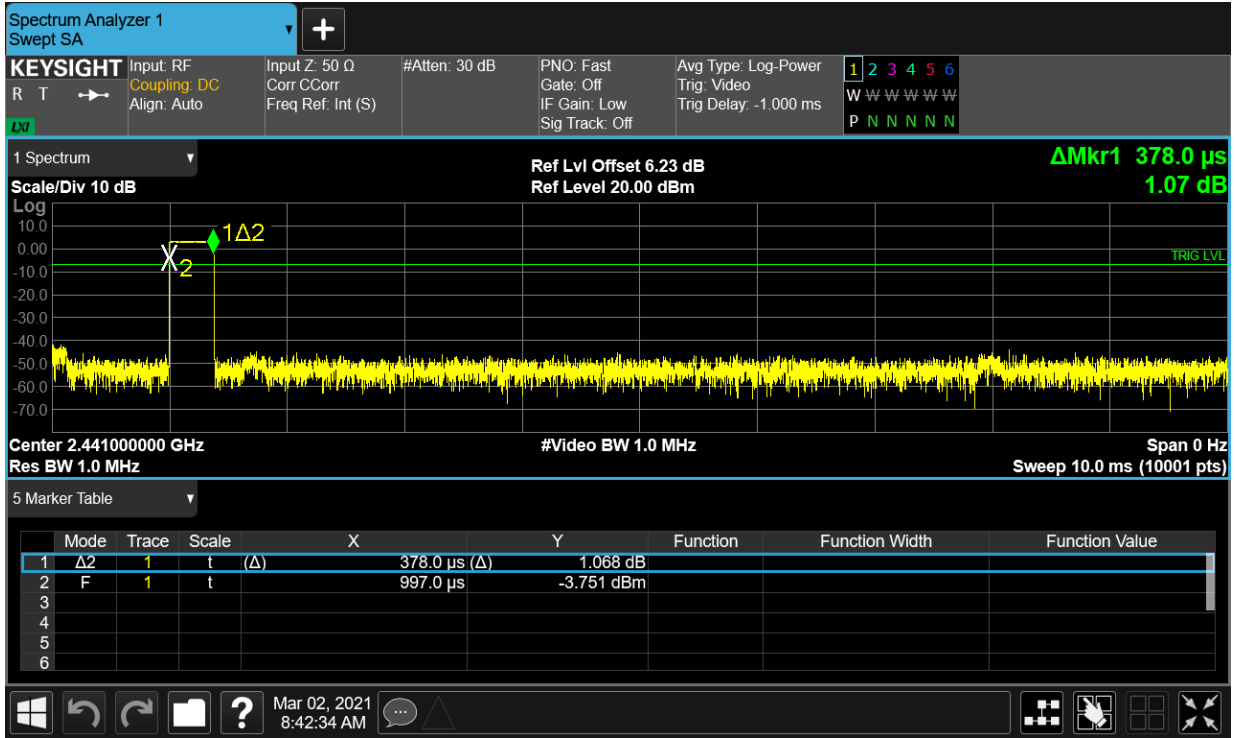 Spectrum Analyzer 1
Swept SA
KEYSIGHT
R T
LXI
Input: RF
Coupling: DC
Align: Auto
Input Z: 50 Ω
Corr CCorr
Freq Ref: Int (S)
#Atten: 30 dB
PNO: Fast
Gate: Off
IF Gain: Low
Sig Track: Off
Avg Type: Log-Power
Trig: Video
Trig Delay: -1.000 ms
1 2 3 4 5 6
W W W W W W
P N N N N N
1 Spectrum
Scale/Div 10 dB
Ref Lvl Offset 6.23 dB
Ref Level 20.00 dBm
ΔMkr1 378.0 µs
1.07 dB
Log
10.0
0.00
-10.0
-20.0
-30.0
-40.0
-50.0
-60.0
-70.0
1Δ2
2
TRIG LVL
Center 2.441000000 GHz
Res BW 1.0 MHz
#Video BW 1.0 MHz
Span 0 Hz
Sweep 10.0 ms (10001 pts)
5 Marker Table
Mode Trace Scale X Y Function Function Width Function Value
1 Δ2 1 t (Δ) 378.0 µs (Δ) 1.068 dB
2 F 1 t 997.0 µs -3.751 dBm
3
4
5
6
?
Mar 02, 2021
8:42:34 AM